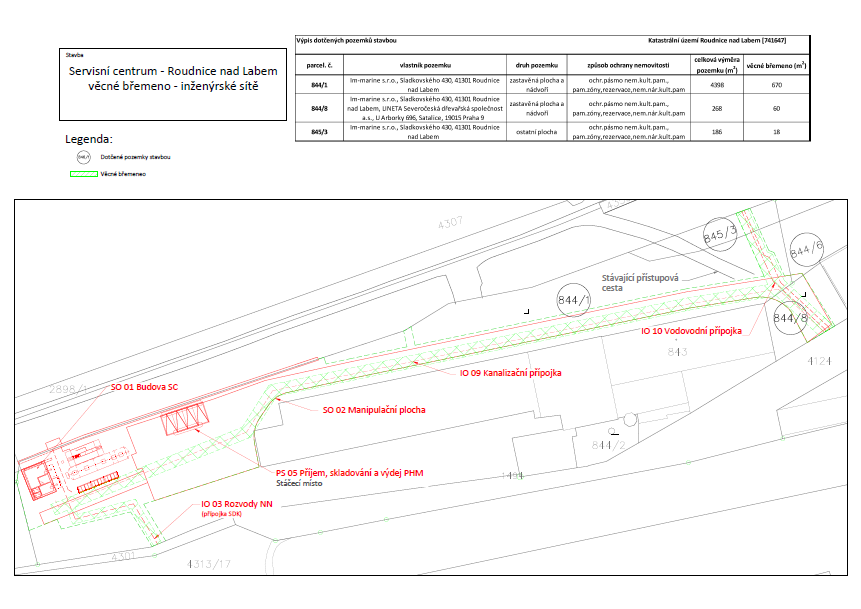 Stavba
Servisní centrum - Roudnice nad Labem
věcné břemeno - inženýrské sítě
Legenda:
844/1 Dotčené pozemky stavbou
Věcné břemeneo
Výpis dotčených pozemků stavbou Katastrální území Roudnice nad Labem [741647]
parcel. č. vlastník pozemku druh pozemku způsob ochrany nemovitosti celková výměra pozemku (m²) věcné břemeno (m²)
844/1 Im-marine s.r.o., Sladkovského 430, 41301 Roudnice nad Labem zastavěná plocha a nádvoří ochr.pásmo nem.kult.pam., pam.zóny,rezervace,nem.nár.kult.pam 4398 670
844/8 Im-marine s.r.o., Sladkovského 430, 41301 Roudnice nad Labem, UNETA Severočeská dřevařská společnost a.s., U Arborky 696, Satalice, 19015 Praha 9 zastavěná plocha a nádvoří ochr.pásmo nem.kult.pam., pam.zóny,rezervace,nem.nár.kult.pam 268 60
845/3 Im-marine s.r.o., Sladkovského 430, 41301 Roudnice nad Labem ostatní plocha ochr.pásmo nem.kult.pam., pam.zóny,rezervace,nem.nár.kult.pam 186 18
4307
845/3
844/6
Stávající přístupová
cesta
844/1
844/8
IO 10 Vodovodní přípojka
843
4124
IO 09 Kanalizační přípojka
2898/1
SO 01 Budova SC
SO 02 Manipulační plocha
844/2
PS 05 Příjem, skladování a výdej PHM
Stáčecí místo
1494
IO 03 Rozvody NN
(přípojka SDK)
4301
4313/17